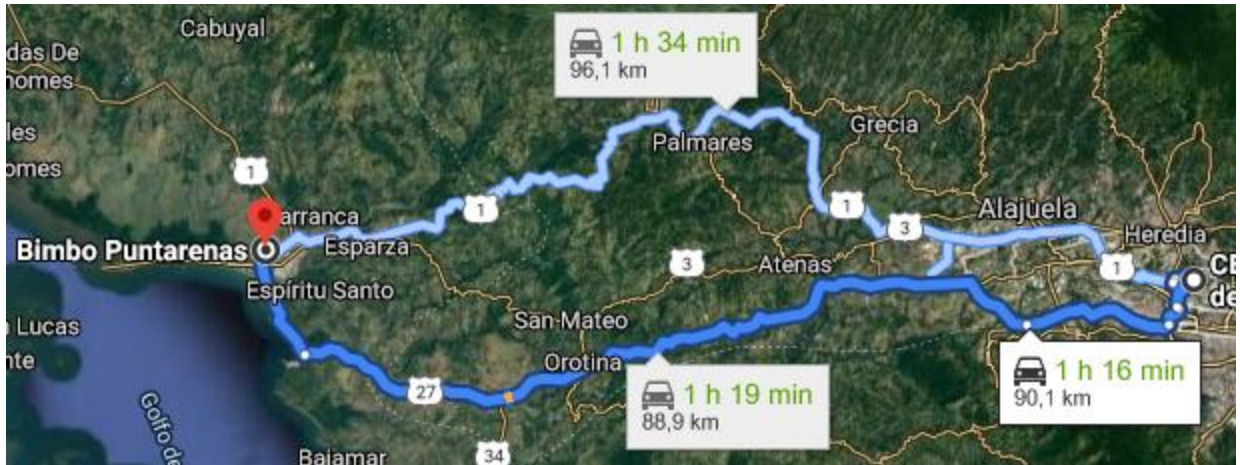 Cabuyal
1 h 34 min
96,1 km
das De
nomes
les
omes
Palmares
Grecia
1
arranca
1
1
3
Alajuela
Heredia
Bimbo Puntarenas
Esparza
3
Atenas
1
CE
de
Espíritu Santo
San Mateo
Lucas
nte
Orotina
1 h 16 min
90,1 km
27
1 h 19 min
88,9 km
Golfo de
34
Bajamar